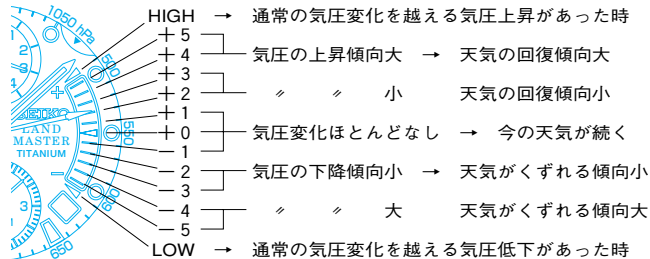 HIGH → 通常の気圧変化を越える気圧上昇があった時
+5
+4 気圧の上昇傾向大 → 天気の回復傾向大
+3
+2 〃 〃 小 天気の回復傾向小
+1
+0 気圧変化ほとんどなし → 今の天気が続く
−1
−2 気圧の下降傾向小 → 天気がくずれる傾向小
−3
−4 〃 〃 大 天気がくずれる傾向大
−5
LOW → 通常の気圧変化を越える気圧低下があった時
1050 hPa
500
550
600
650
+
SEIKO
LAND
MASTER
TITANIUM
−
1
2
3
3